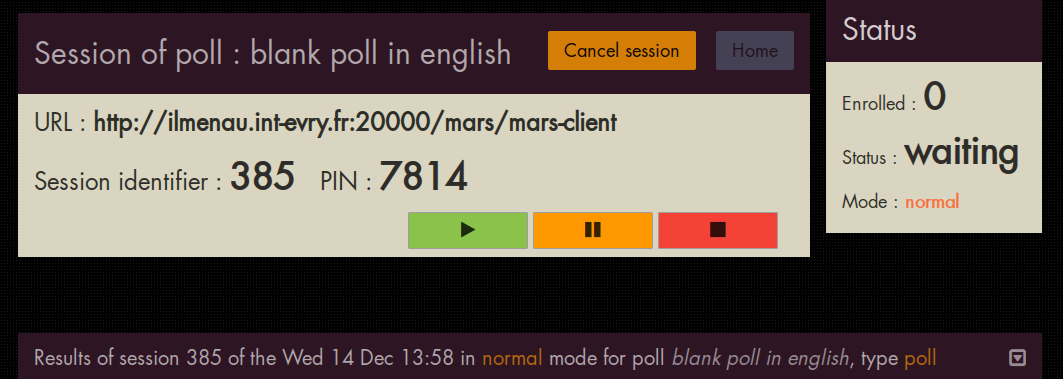 Session of poll : blank poll in english
Cancel session
Home
URL : http://ilmenau.int-evry.fr:20000/mars/mars-client
Session identifier : 385 PIN : 7814
Status
Enrolled : 0
Status : waiting
Mode : normal
Results of session 385 of the Wed 14 Dec 13:58 in normal mode for poll blank poll in english, type poll